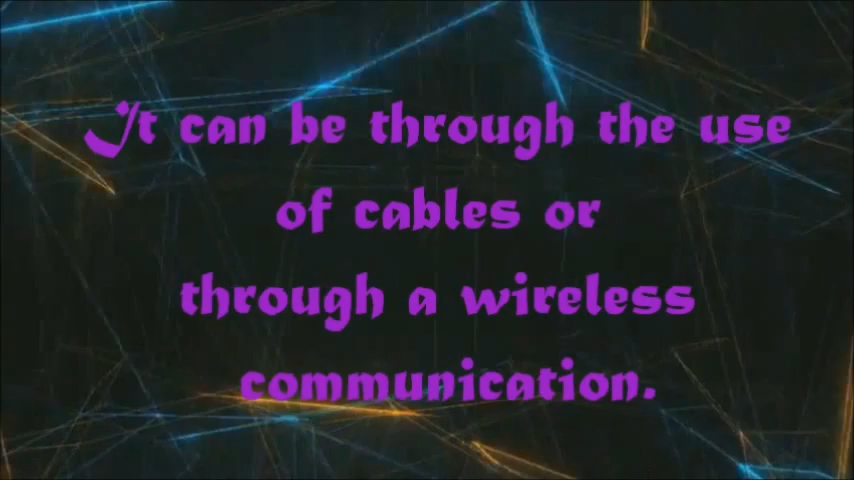 It can be through the use
of cables or
through a wireless
communication.